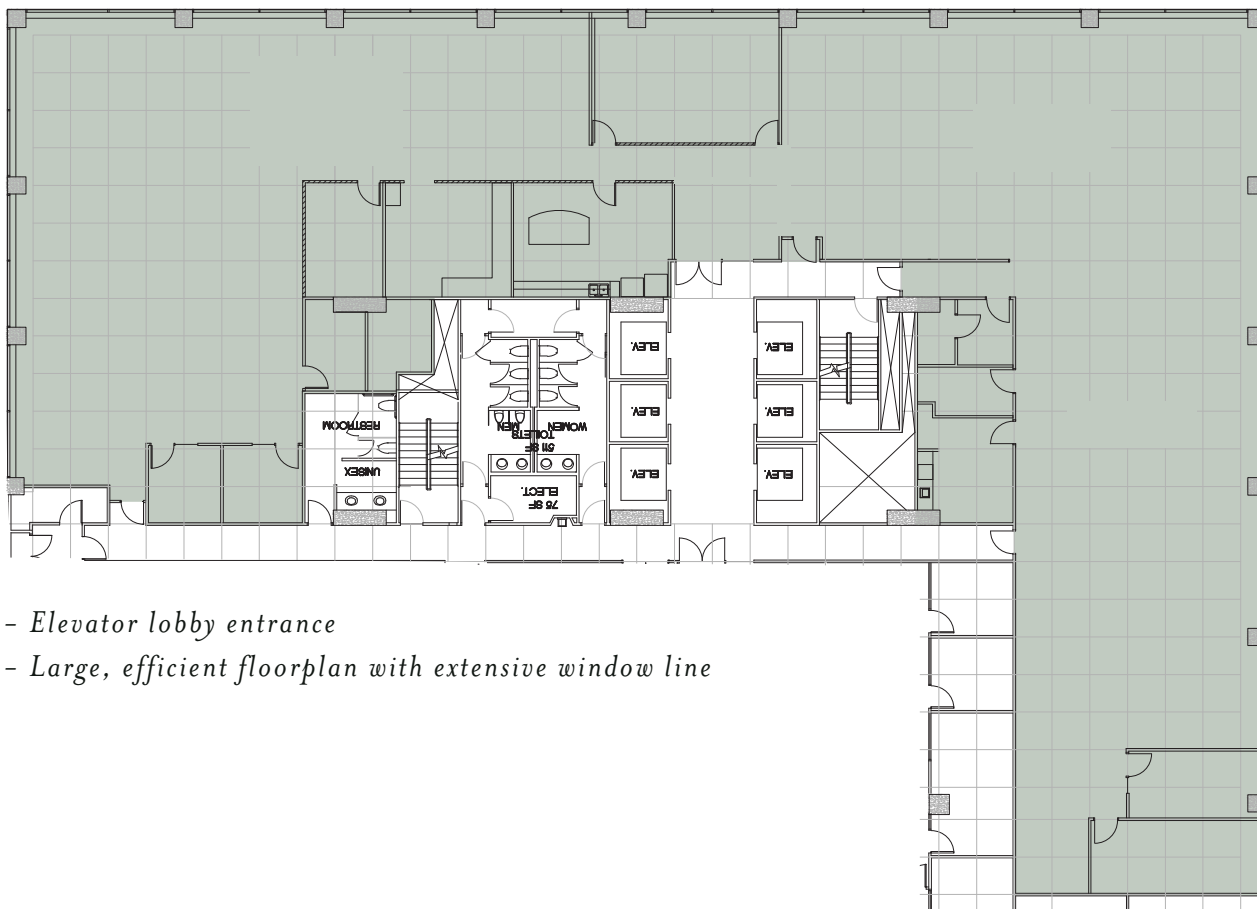 ELEV.
ELEV.
ELEV.
ELEV.
RESTROOM
MEN
WOMEN
TOILETS
511 SF
UNISEX
ELEV.
ELEV.
ELECT.
75 SF
– Elevator lobby entrance
– Large, efficient floorplan with extensive window line